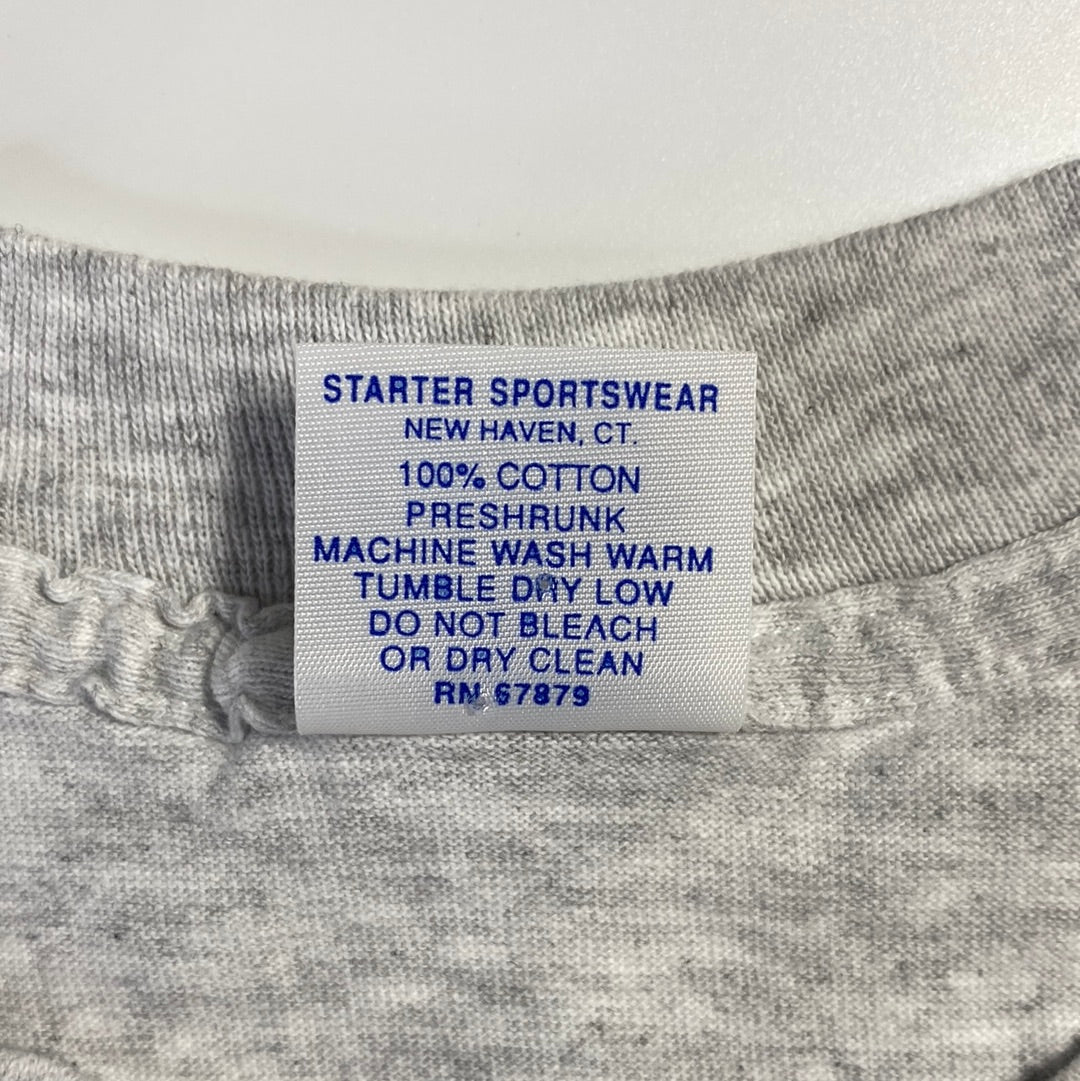 STARTER SPORTSWEAR
NEW HAVEN, CT.
100% COTTON
PRESHRUNK
MACHINE WASH WARM
TUMBLE DRY LOW
DO NOT BLEACH
OR DRY CLEAN
RN 67879